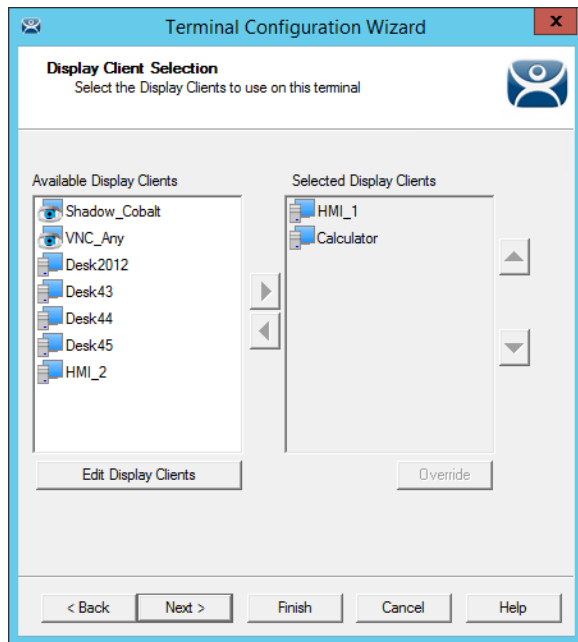 Terminal Configuration Wizard
x
Display Client Selection
Select the Display Clients to use on this terminal
Available Display Clients
Shadow_Cobalt
VNC_Any
Desk2012
Desk43
Desk44
Desk45
HMI_2
Edit Display Clients
Selected Display Clients
HMI_1
Calculator
Override
< Back
Next >
Finish
Cancel
Help